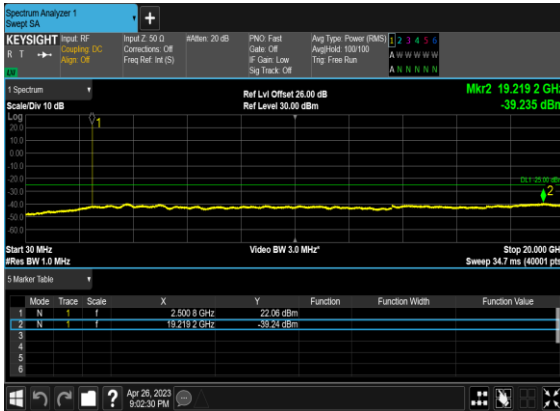 Spectrum Analyzer 1
Swept SA
+
KEYSIGHT Input: RF Input Z: 50 Ω #Atten: 20 dB PNO: Fast Avg Type: Power (RMS) 1 2 3 4 5 6
R T Coupling: DC Corrections: Off Gate: Off Avg|Hold: 100/100 A W W W W W
Align: Off Freq Ref: Int (S) IF Gain: Low Trig: Free Run
Sig Track: Off A N N N N N
1 Spectrum Ref Lvl Offset 26.00 dB Mkr2 19.219 2 GHz
Scale/Div 10 dB Ref Level 30.00 dBm -39.235 dBm
Log
1
20.0
10.0
0.00
-10.0
-20.0
DL1 -25.00 dBm
-30.0
2
-40.0
-50.0
-60.0
Start 30 MHz Video BW 3.0 MHz* Stop 20.000 GHz
#Res BW 1.0 MHz Sweep 34.7 ms (40001 pts)
5 Marker Table
Mode Trace Scale X Y Function Function Width Function Value
1 N 1 f 2.500 8 GHz 22.06 dBm
2 N 1 f 19.219 2 GHz -39.24 dBm
3
4
5
6
? Apr 26, 2023
9:02:30 PM